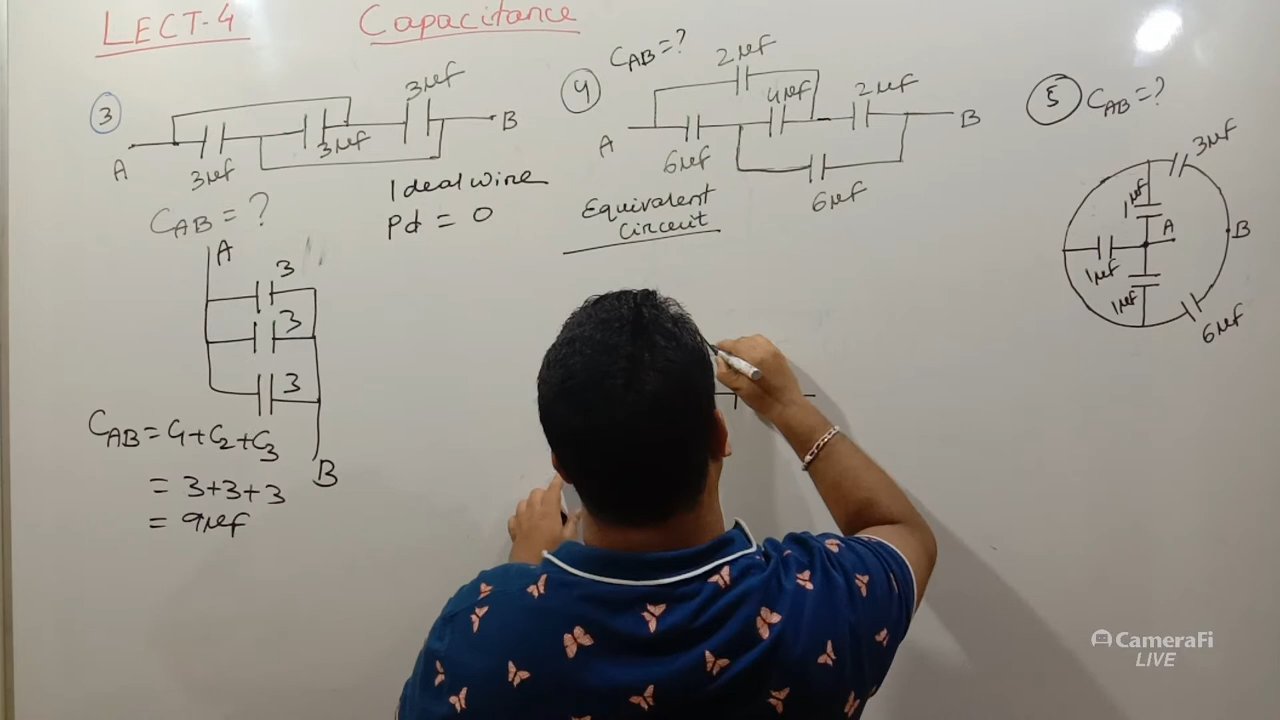 LECT-4
Capacitance
3
3μf
3μf
3μf
A
B
CAB = ?
Ideal wire
Pd = 0
A
3
3
3
B
CAB = C1+C2+C3
= 3+3+3
= 9μf
4
CAB = ?
2μf
4μf
2μf
A
B
6μf
6μf
Equivalent
Circuit
5
CAB = ?
3μf
1μf
A
B
1μf
1μf
6μf
CameraFi
LIVE